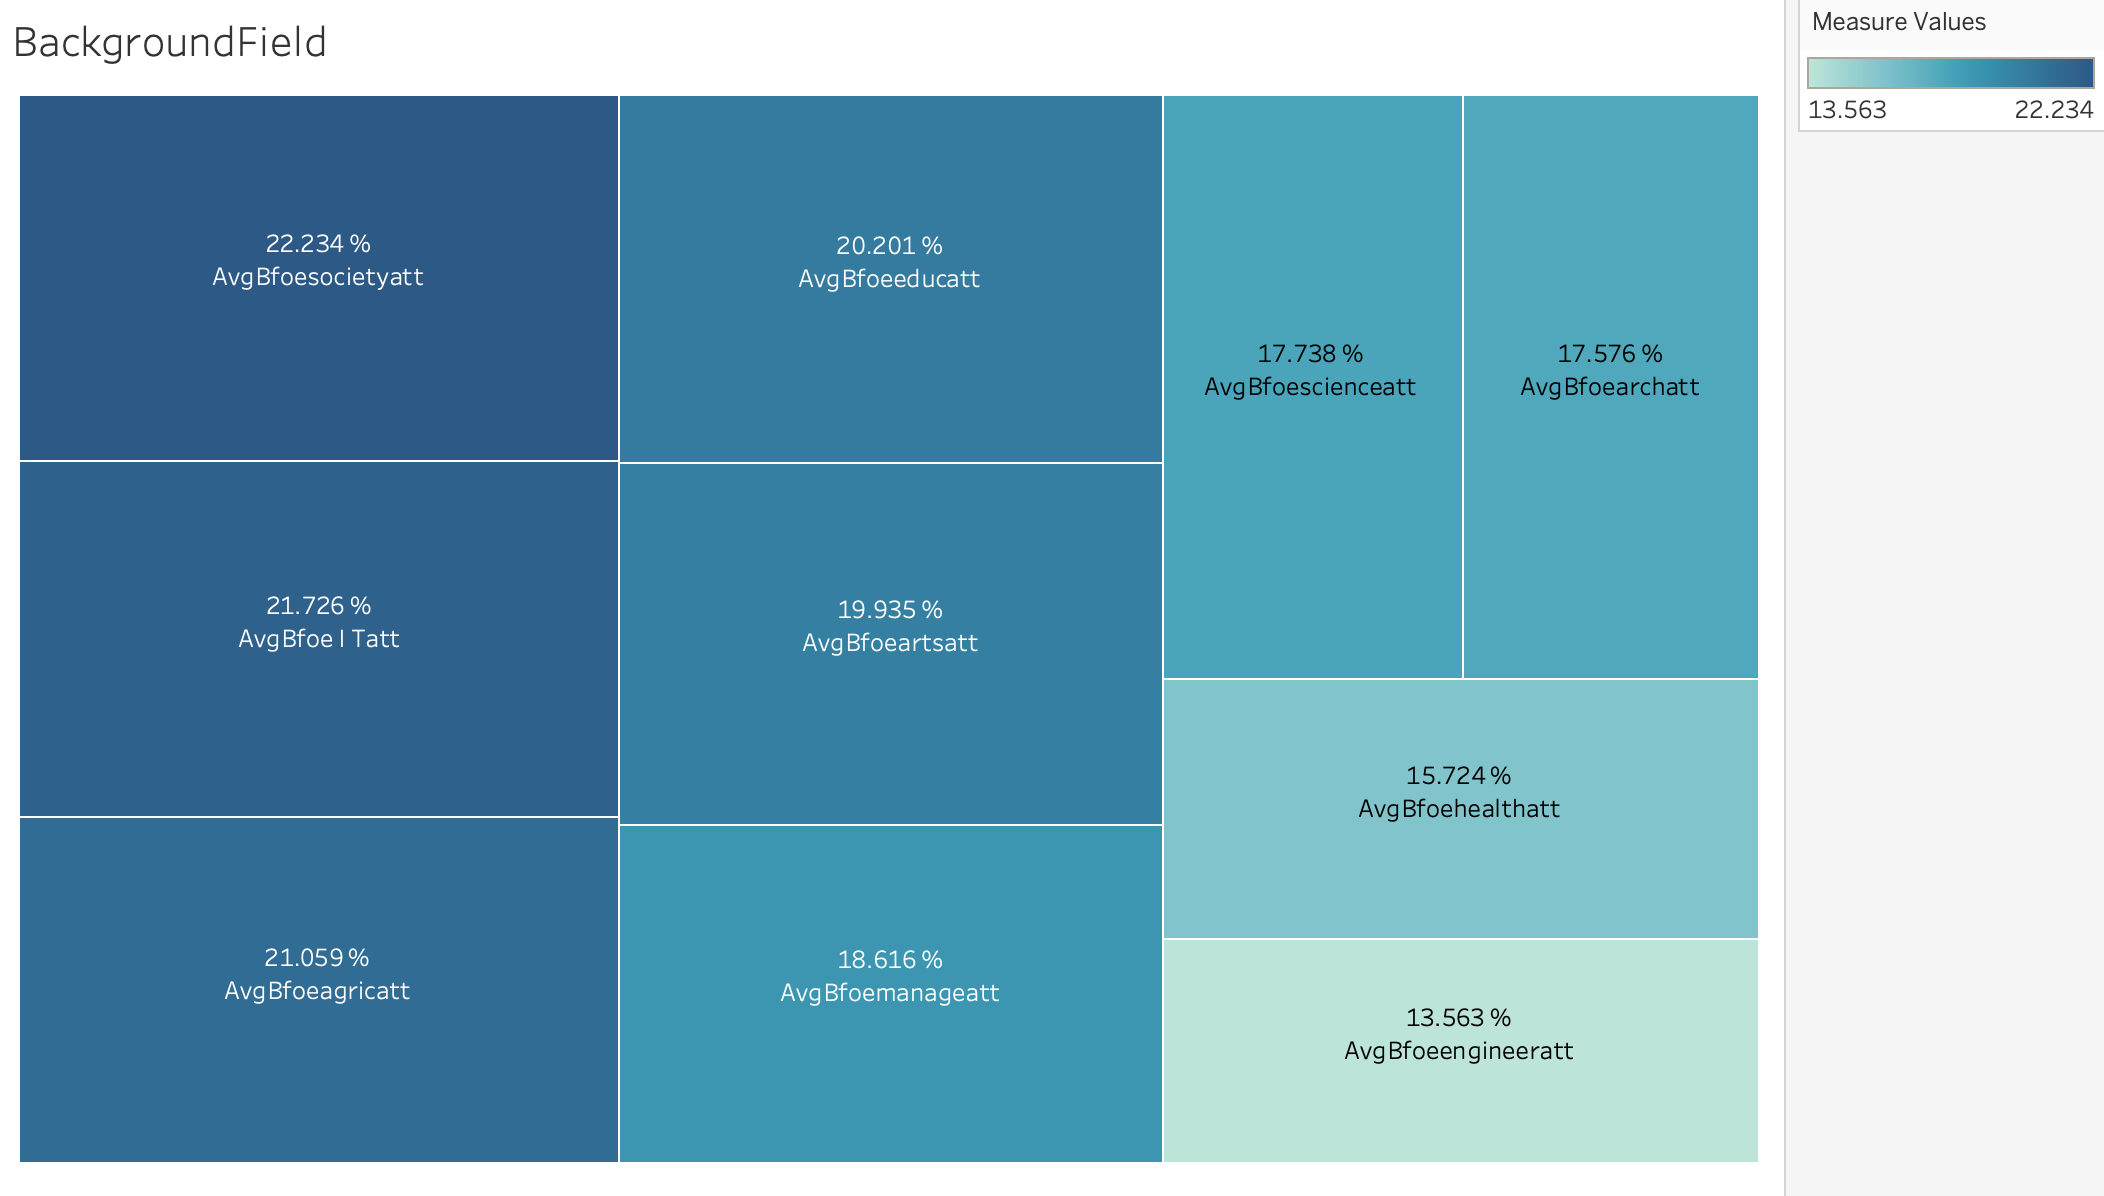 BackgroundField
22.234 %
AvgBfoesocietyatt
21.726 %
AvgBfoe I Tatt
21.059 %
AvgBfoeagricatt
20.201 %
AvgBfoeeducatt
19.935 %
AvgBfoeartsatt
18.616 %
AvgBfoemanageatt
17.738 %
AvgBfoescienceatt
17.576 %
AvgBfoearchatt
15.724 %
AvgBfoehealthatt
13.563 %
AvgBfoeengineeratt
Measure Values
13.563 22.234